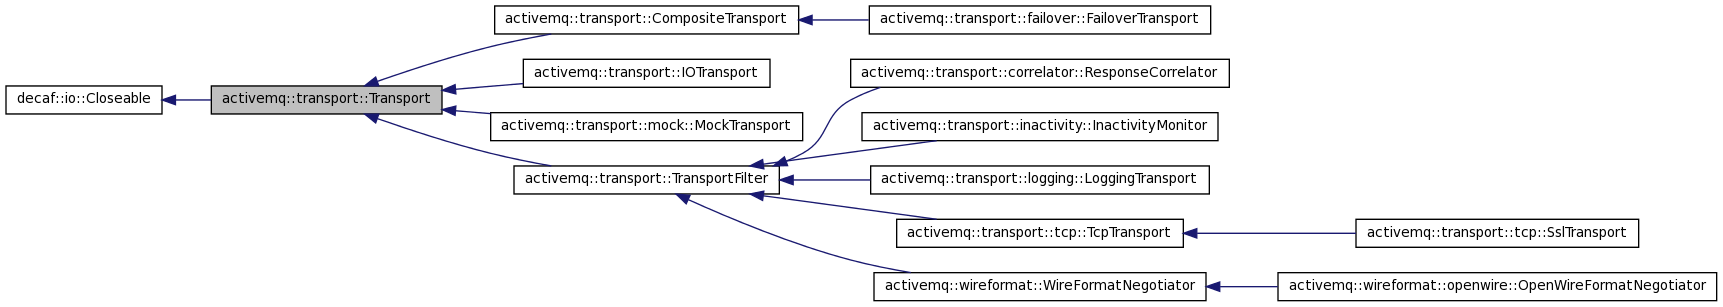 activemq::transport::CompositeTransport
activemq::transport::failover::FailoverTransport
activemq::transport::IOTransport
activemq::transport::correlator::ResponseCorrelator
decaf::io::Closeable
activemq::transport::Transport
activemq::transport::mock::MockTransport
activemq::transport::inactivity::InactivityMonitor
activemq::transport::TransportFilter
activemq::transport::logging::LoggingTransport
activemq::transport::tcp::TcpTransport
activemq::transport::tcp::SslTransport
activemq::wireformat::WireFormatNegotiator
activemq::wireformat::openwire::OpenWireFormatNegotiator